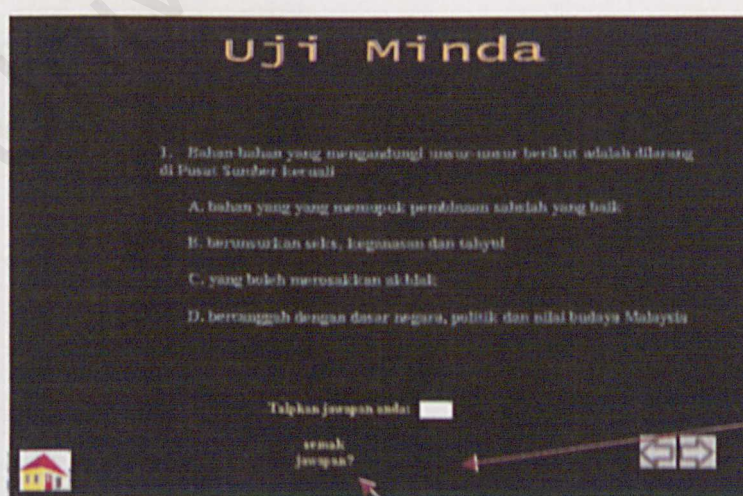 Uji Minda
1. Bahan-bahan yang mengandungi unsur-unsur berikut adalah dilarang
di Pusat Sumber kecuali
A. bahan yang yang memupuk pembinaan sahsiah yang baik
B. berunsurkan seks, keganasan dan tahyul
C. yang boleh merosakkan akhlak
D. bercanggah dengan dasar negara, politik dan nilai budaya Malaysia
Taipkan jawapan anda:
semak
jawapan?